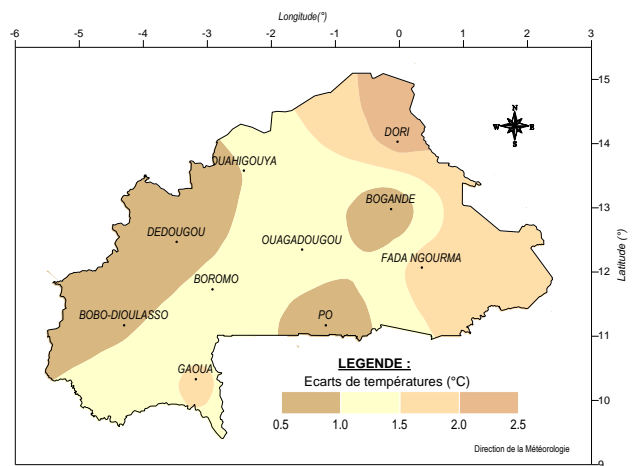 Longitude(°)
-6 -5 -4 -3 -2 -1 0 1 2 3
15
N
W E
S
DORI
14
OUAHIGOUYA
BOGANDE
13
DEDOUGOU
OUAGADOUGOU
FADA NGOURMA
Latitude (°)
12
BOROMO
BOBO-DIOULASSO
PO
11
LEGENDE :
GAOUA
Ecarts de températures (°C)
10
0.5 1.0 1.5 2.0 2.5
Direction de la Météorologie
9